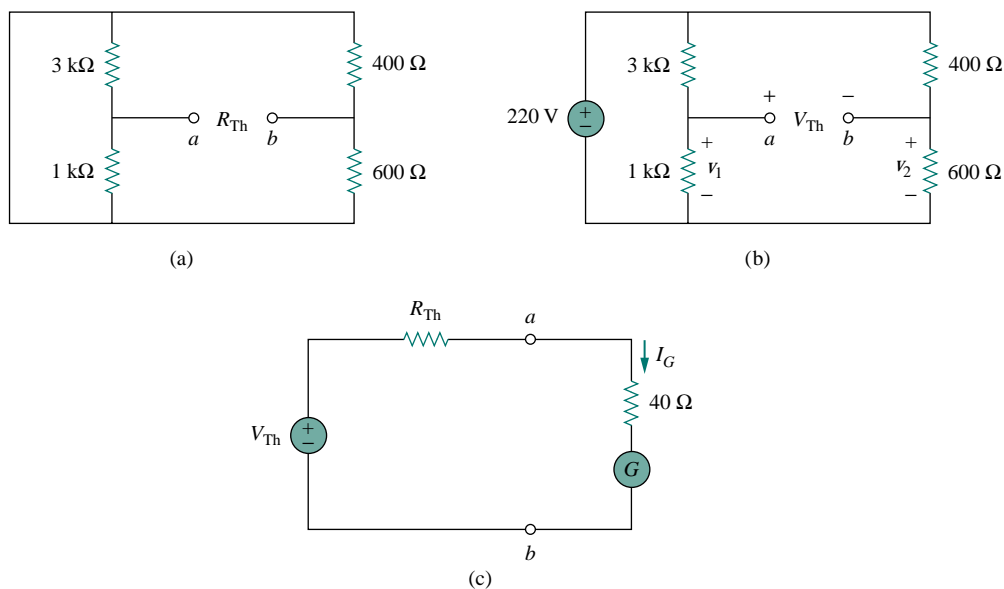 3 kΩ
400 Ω
R_Th
a
b
1 kΩ
600 Ω
(a)
3 kΩ
400 Ω
220 V
+
−
+
−
V_Th
a
b
1 kΩ
+
v_1
−
+
v_2
−
600 Ω
(b)
R_Th
a
I_G
40 Ω
V_Th
+
−
G
b
(c)